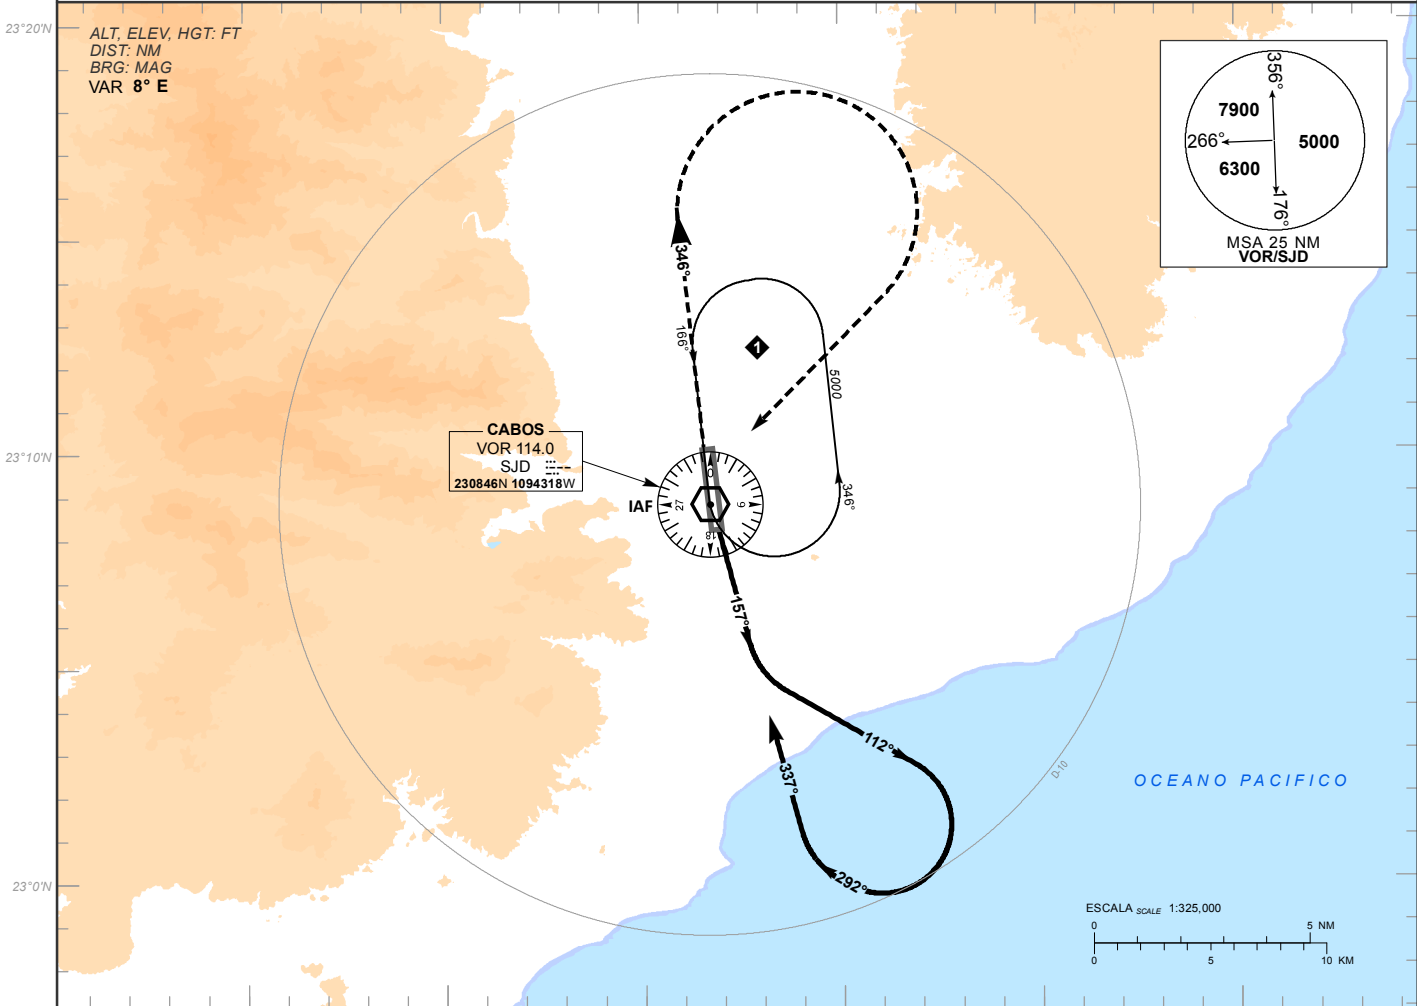 23°20'N
ALT, ELEV, HGT: FT
DIST: NM
BRG: MAG
VAR 8° E
356°
7900
266°
5000
6300
176°
MSA 25 NM
VOR/SJD
346°
166°
1
5000
CABOS
VOR 114.0
SJD
230846N 1094318W
23°10'N
IAF
0
27
9
18
346°
157°
112°
D-10
337°
OCEANO PACIFICO
292°
23°0'N
ESCALA SCALE 1:325,000
0 5 NM
0 5 10 KM